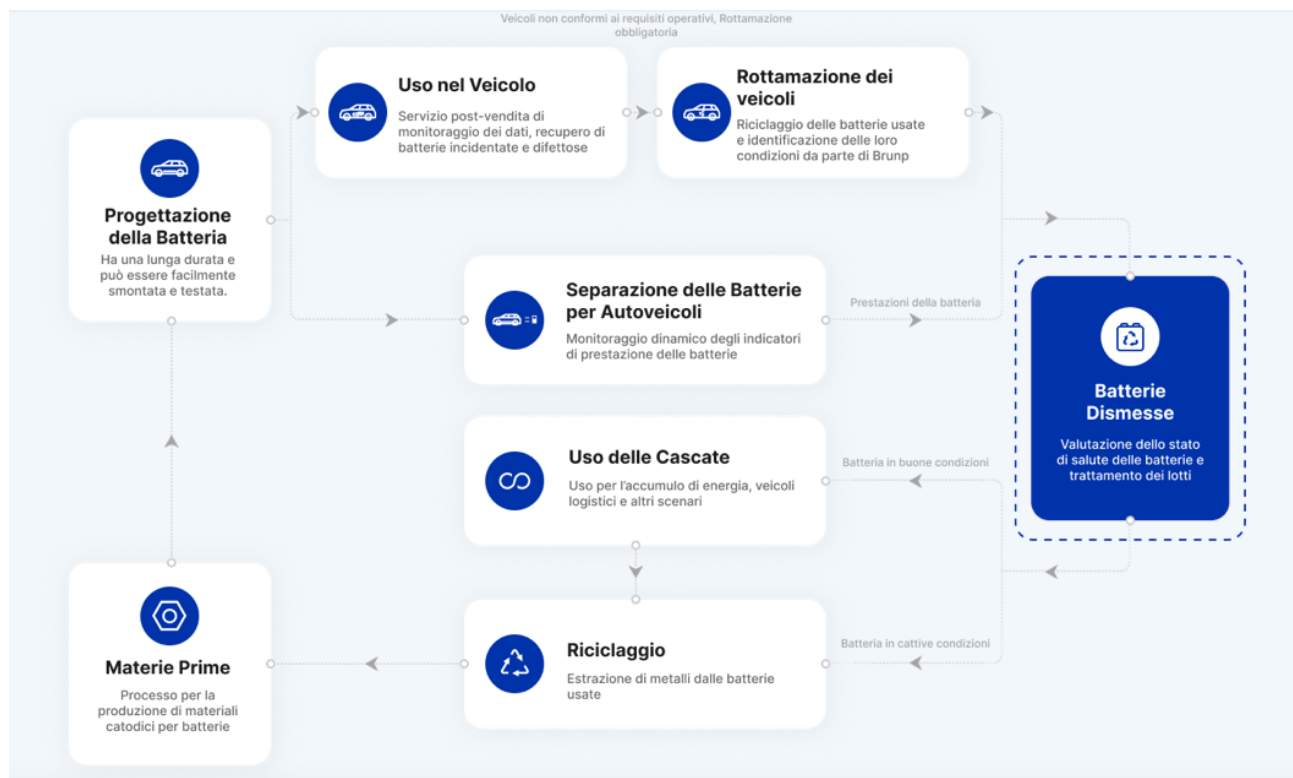 Veicoli non conformi ai requisiti operativi, Rottamazione
obbligatoria
Uso nel Veicolo
Servizio post-vendita di
monitoraggio dei dati, recupero di
batterie incidentate e difettose
Rottamazione dei
veicoli
Riciclaggio delle batterie usate
e identificazione delle loro
condizioni da parte di Brunp
Progettazione
della Batteria
Ha una lunga durata e
può essere facilmente
smontata e testata.
Separazione delle Batterie
per Autoveicoli
Monitoraggio dinamico degli indicatori
di prestazione delle batterie
Prestazioni della batteria
Batterie
Dismesse
Valutazione dello stato
di salute delle batterie e
trattamento dei lotti
Uso delle Cascate
Uso per l'accumulo di energia, veicoli
logistici e altri scenari
Batteria in buone condizioni
Riciclaggio
Estrazione di metalli dalle batterie
usate
Batteria in cattive condizioni
Materie Prime
Processo per la
produzione di materiali
catodici per batterie